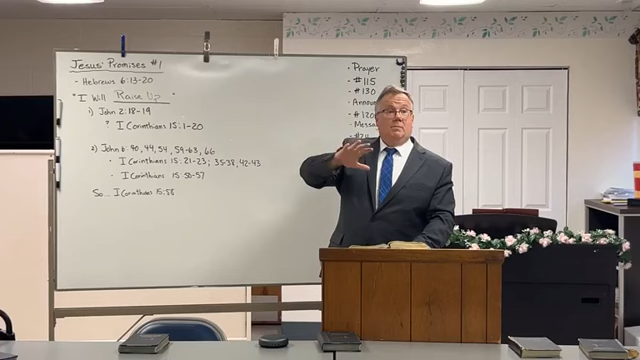 Jesus' Promises #1
- Hebrews 6:13-20
"I Will Raise Up"
1) John 2:18-19
? I Corinthians 15:1-20
2) John 6:40, 44, 54, 59-63, 66
• I Corinthians 15:21-23; 35-38, 42-43
• I Corinthians 15:50-57
So... I Corinthians 15:58
• Prayer
• #115
• #130
• Announ
• #120
• Messa